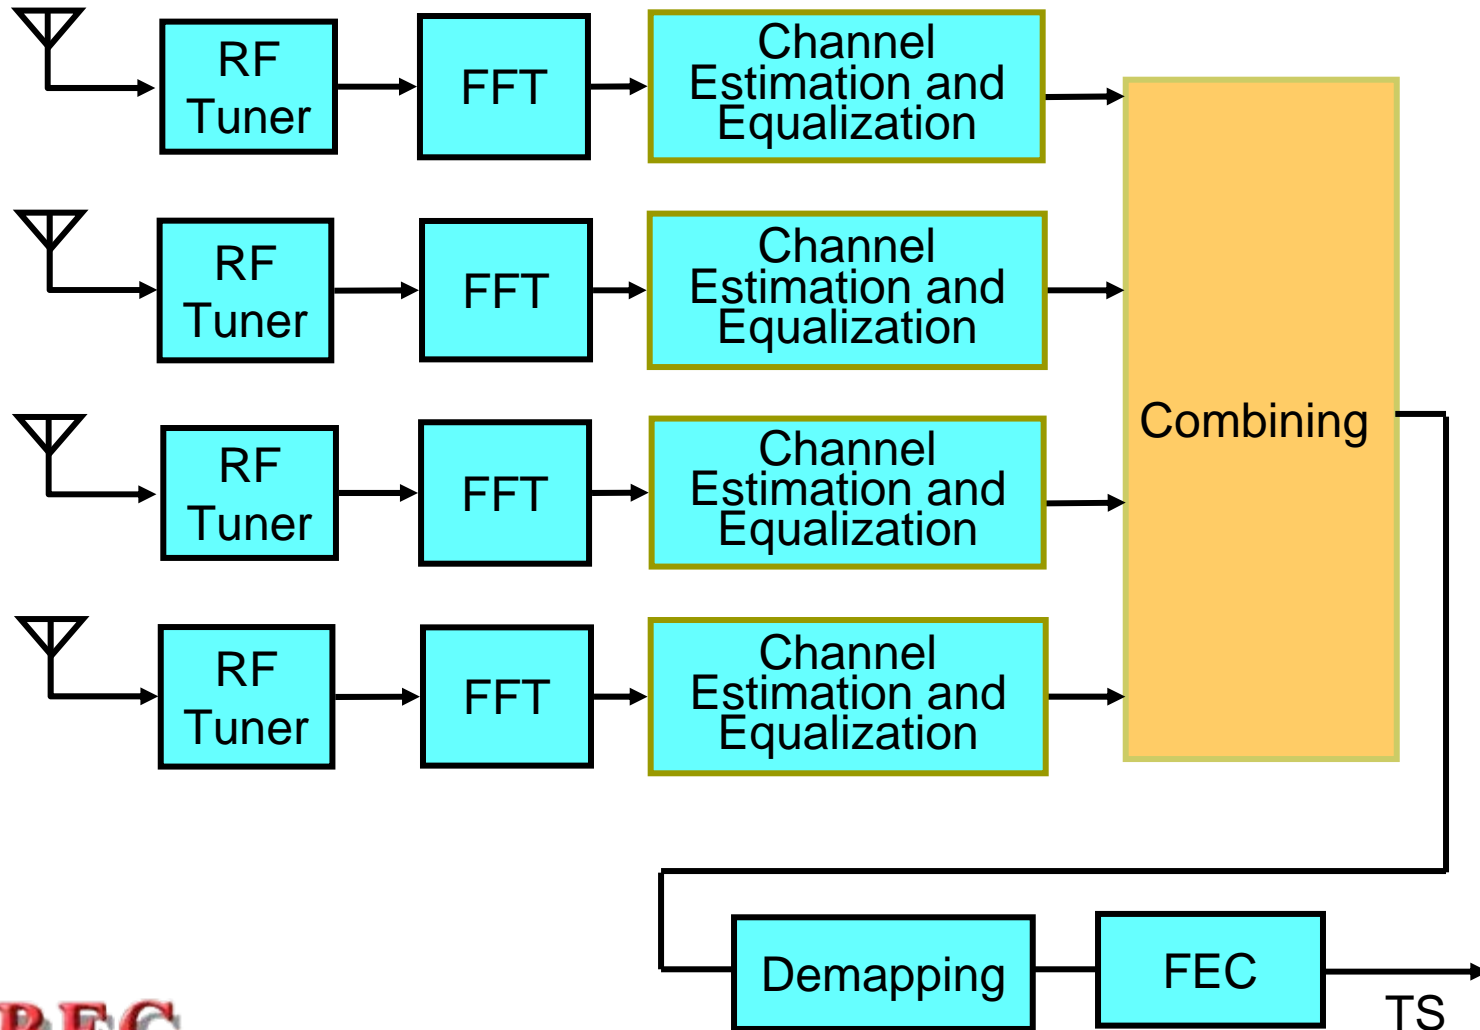 RF
Tuner
FFT
Channel
Estimation and
Equalization
RF
Tuner
FFT
Channel
Estimation and
Equalization
RF
Tuner
FFT
Channel
Estimation and
Equalization
RF
Tuner
FFT
Channel
Estimation and
Equalization
Combining
Demapping
FEC
TS